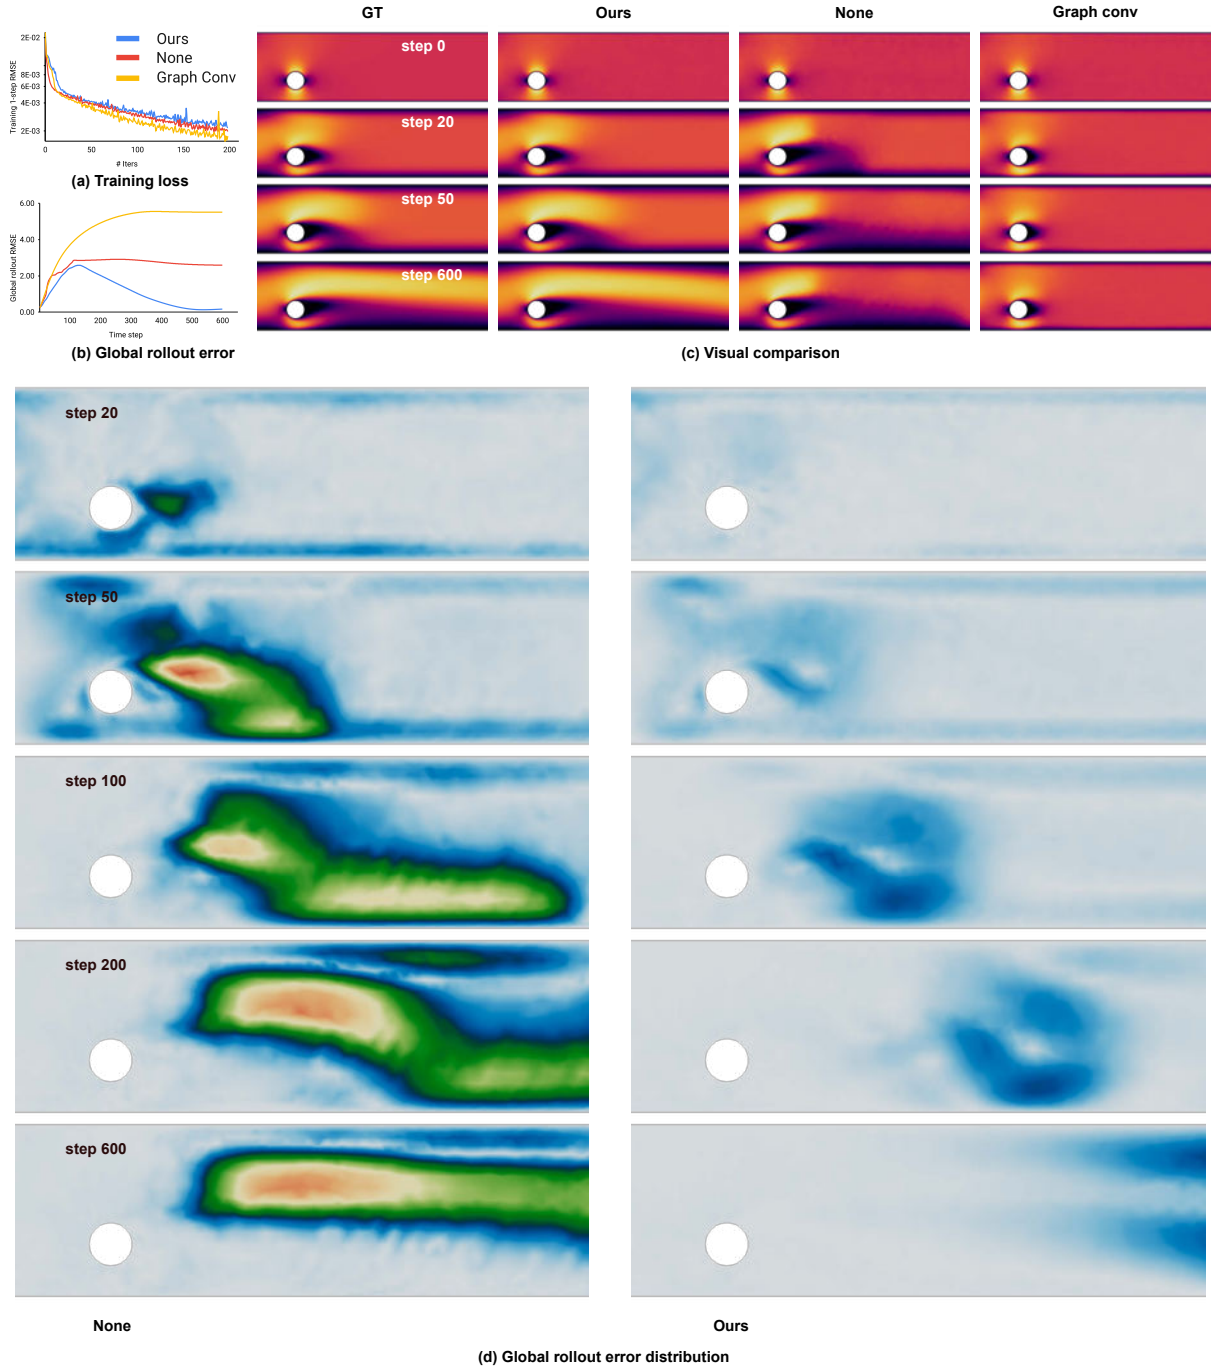 GT
Ours
None
Graph conv
2E-02
8E-03
6E-03
4E-03
2E-03
Training 1-step RMSE
Ours
None
Graph Conv
0
50
100
150
200
# Iters
(a) Training loss
6.00
4.00
2.00
0.00
Global rollout RMSE
100
200
300
400
500
600
Time step
(b) Global rollout error
step 0
step 20
step 50
step 600
(c) Visual comparison
step 20
step 50
step 100
step 200
step 600
None
Ours
(d) Global rollout error distribution